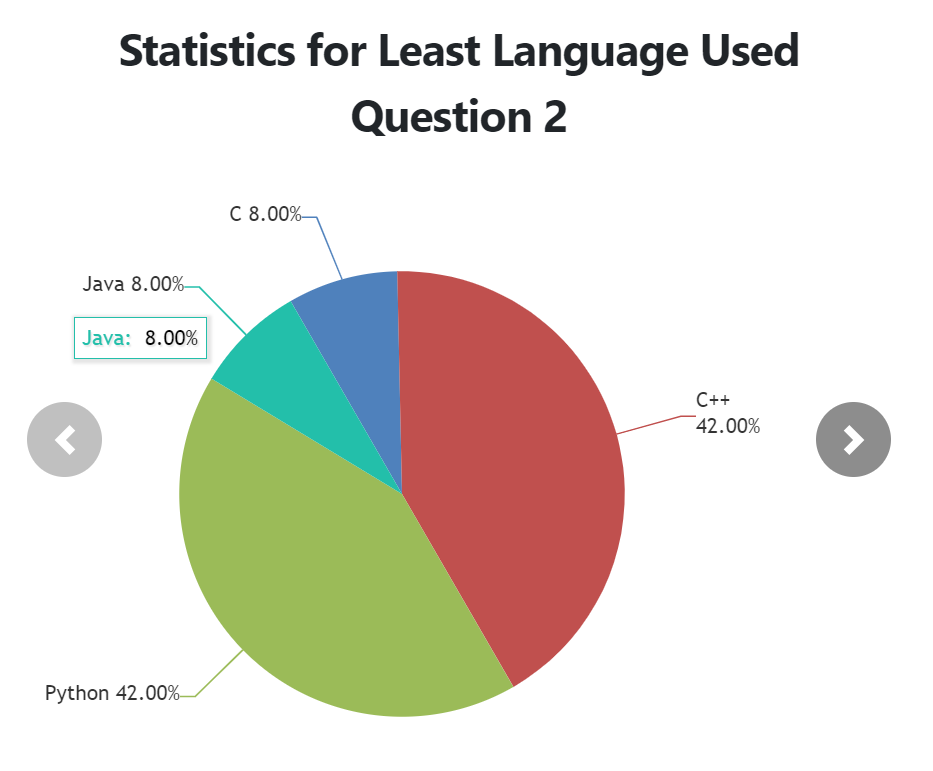 Statistics for Least Language Used
Question 2
C 8.00%
Java 8.00%
Java: 8.00%
C++
42.00%
Python 42.00%